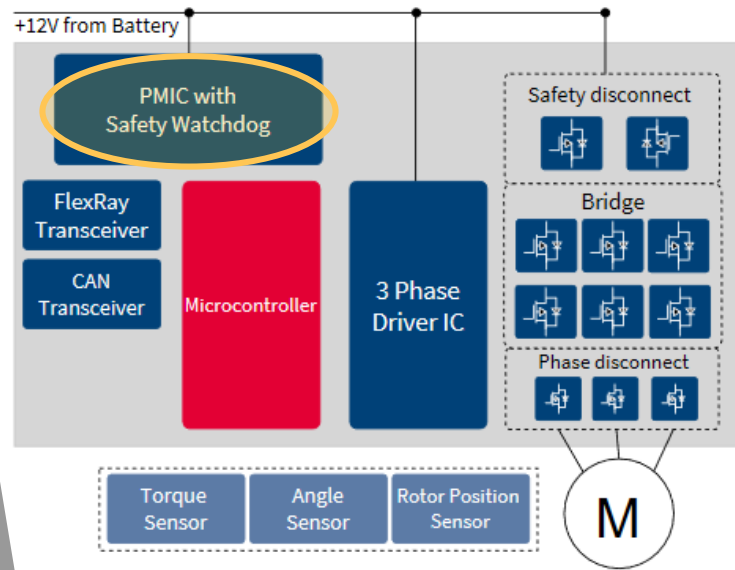 +12V from Battery
PMIC with
Safety Watchdog
Safety disconnect
FlexRay
Transceiver
CAN
Transceiver
Microcontroller
3 Phase
Driver IC
Bridge
Phase disconnect
Torque
Sensor
Angle
Sensor
Rotor Position
Sensor
M